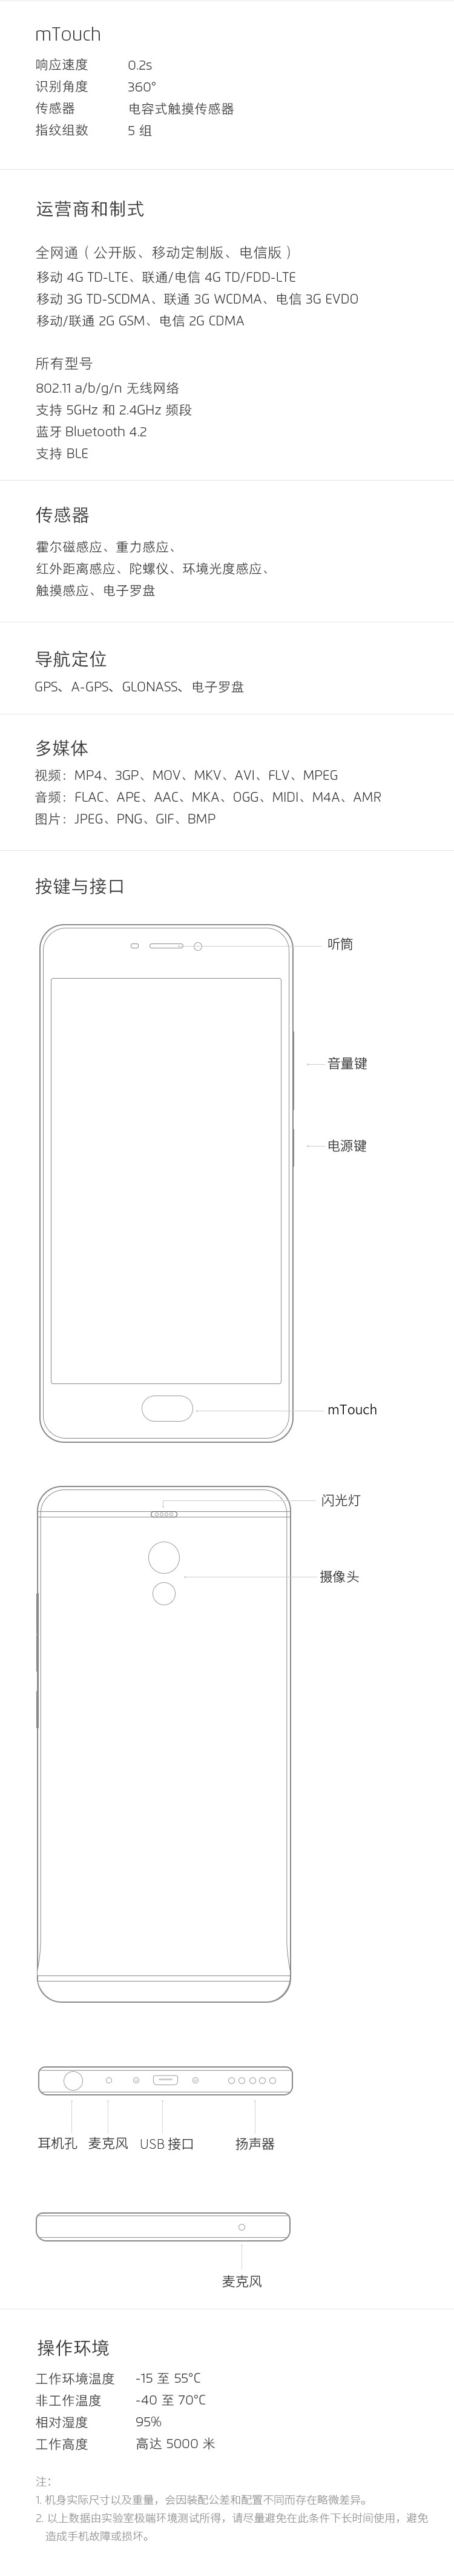 mTouch
响应速度 0.2s
识别角度 360°
传感器 电容式触摸传感器
指纹组数 5 组
运营商和制式
全网通（公开版、移动定制版、电信版）
移动 4G TD-LTE、联通/电信 4G TD/FDD-LTE
移动 3G TD-SCDMA、联通 3G WCDMA、电信 3G EVDO
移动/联通 2G GSM、电信 2G CDMA
所有型号
802.11 a/b/g/n 无线网络
支持 5GHz 和 2.4GHz 频段
蓝牙 Bluetooth 4.2
支持 BLE
传感器
霍尔磁感应、重力感应、
红外距离感应、陀螺仪、环境光度感应、
触摸感应、电子罗盘
导航定位
GPS、A-GPS、GLONASS、电子罗盘
多媒体
视频：MP4、3GP、MOV、MKV、AVI、FLV、MPEG
音频：FLAC、APE、AAC、MKA、OGG、MIDI、M4A、AMR
图片：JPEG、PNG、GIF、BMP
按键与接口
听筒
音量键
电源键
mTouch
闪光灯
摄像头
耳机孔 麦克风 USB 接口 扬声器
麦克风
操作环境
工作环境温度 -15 至 55°C
非工作温度 -40 至 70°C
相对湿度 95%
工作高度 高达 5000 米
注：
1. 机身实际尺寸以及重量，会因装配公差和配置不同而存在略微差异。
2. 以上数据由实验室极端环境测试所得，请尽量避免在此条件下长时间使用，避免
造成手机故障或损坏。